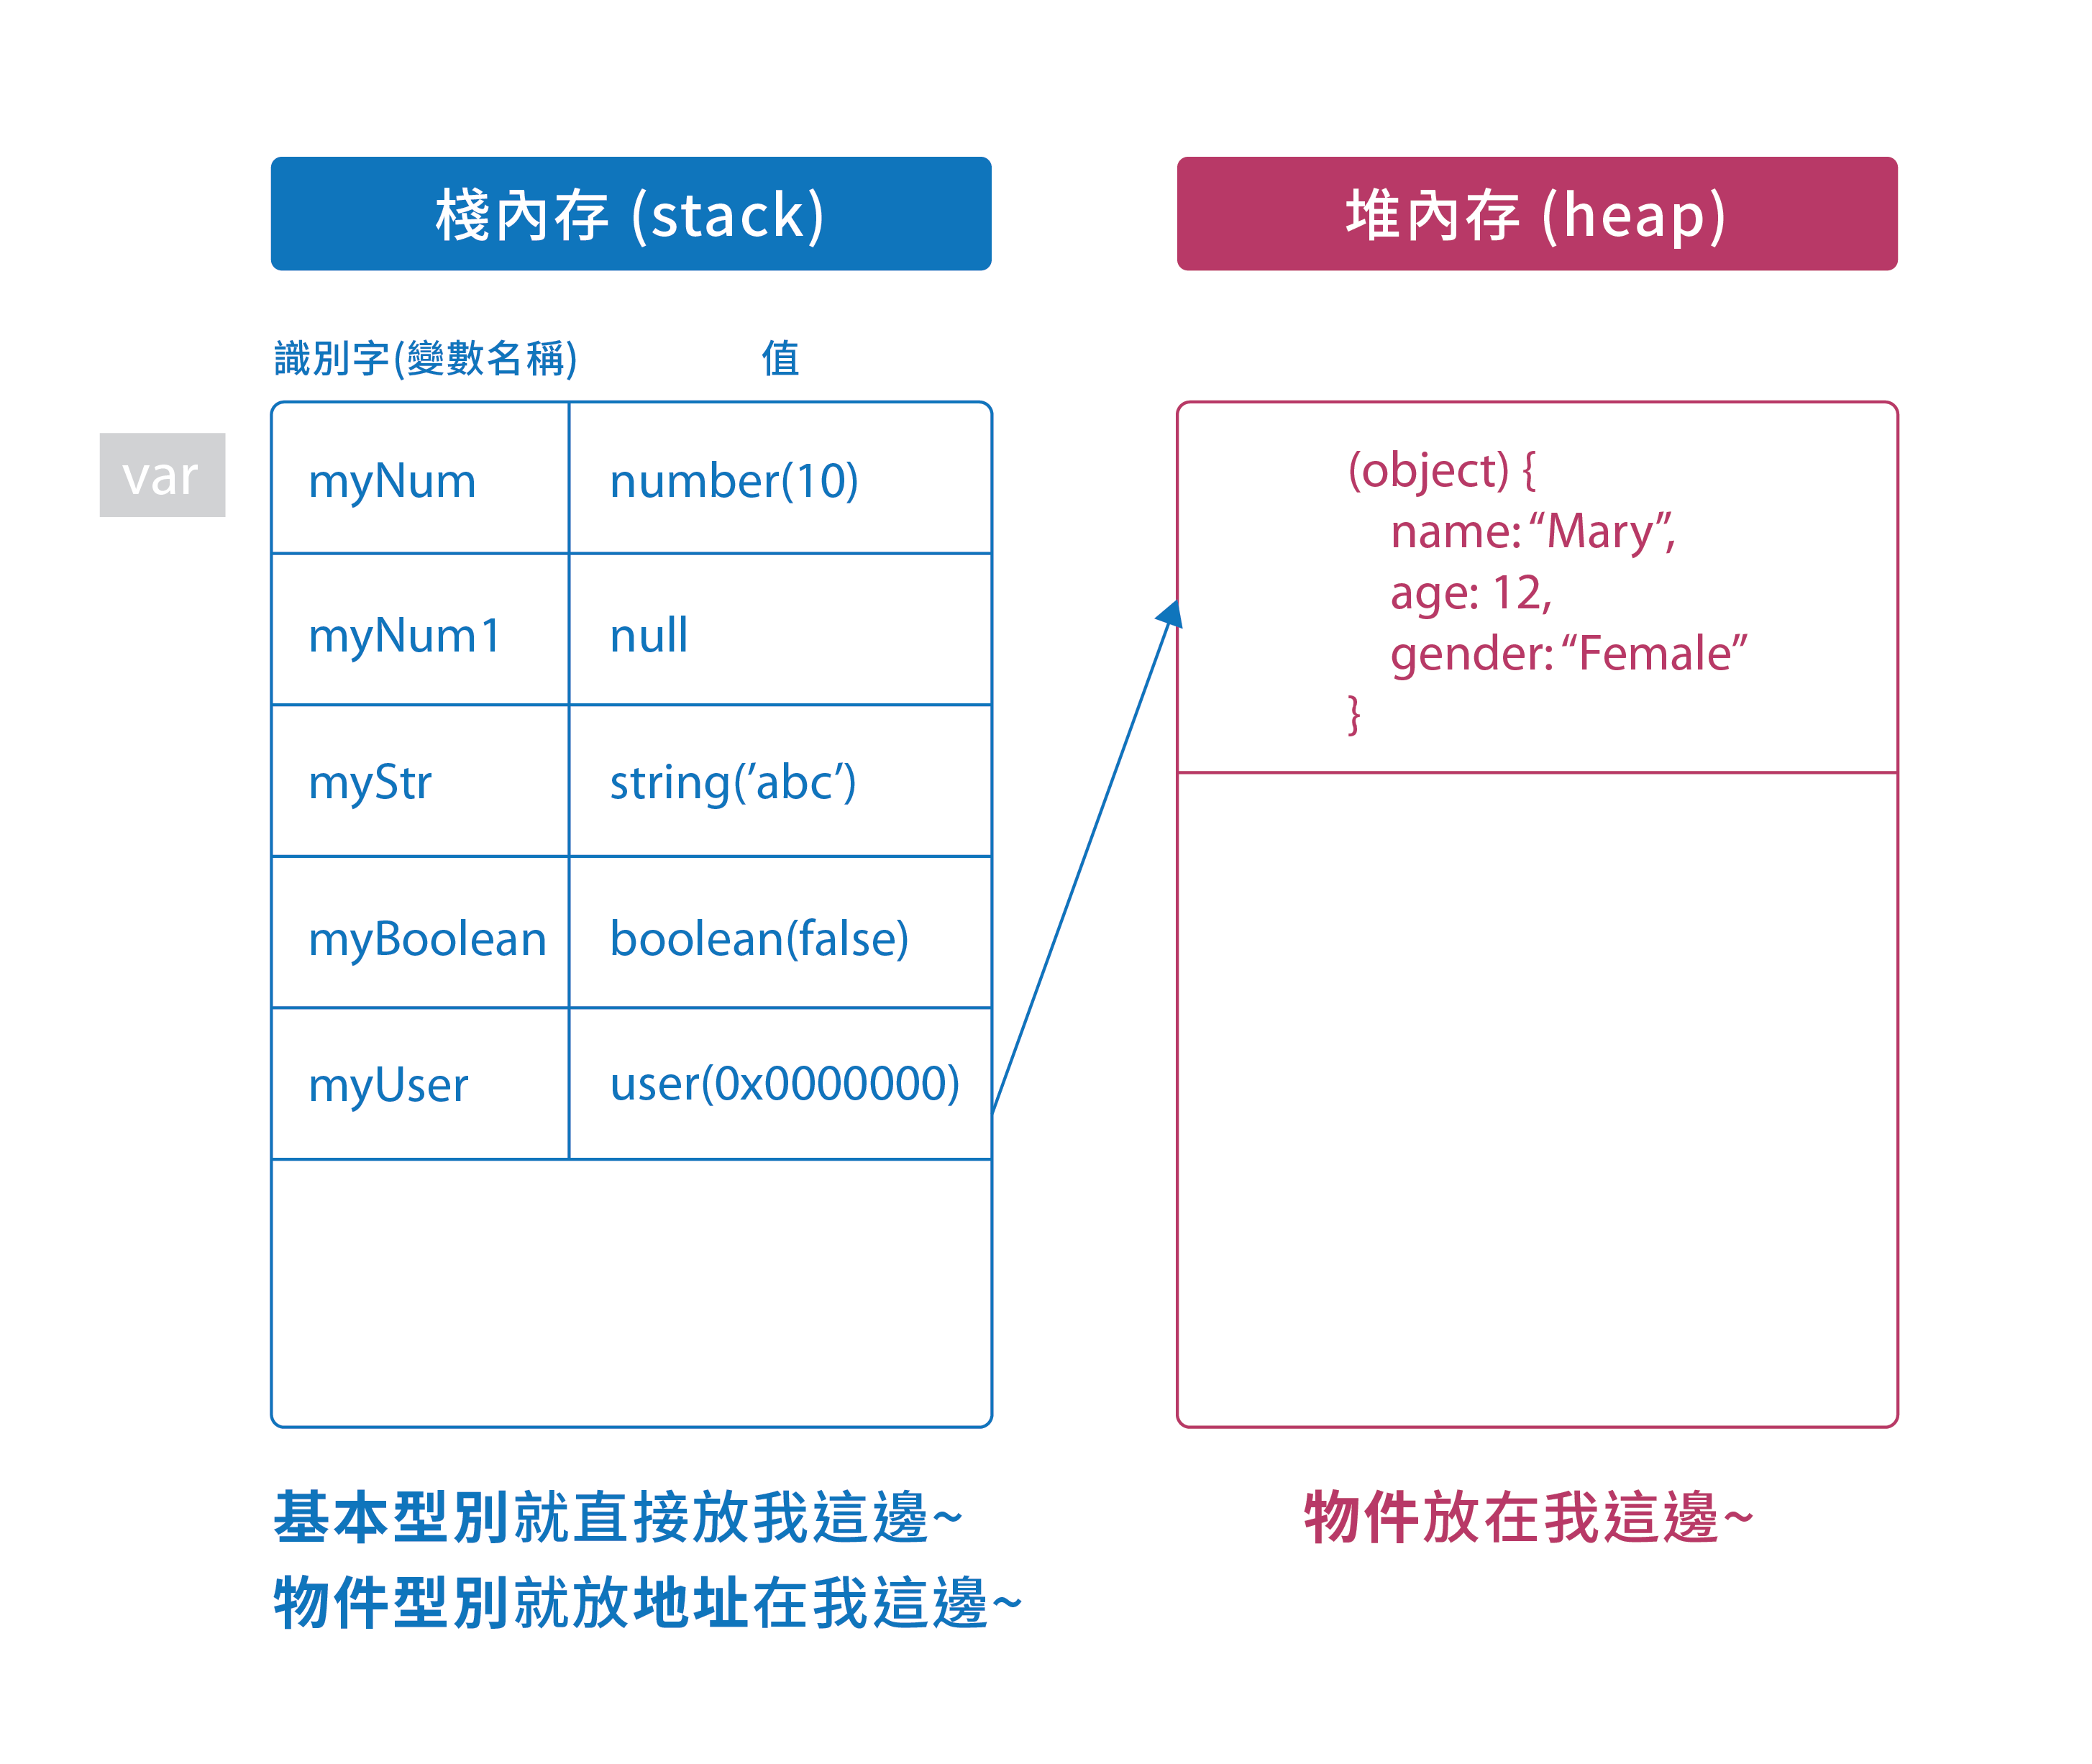 栈內存 (stack)
識別字(變數名稱) 值
var
myNum number(10)
myNum1 null
myStr string(’abc’)
myBoolean boolean(false)
myUser user(0x0000000)
基本型別就直接放我這邊~
物件型別就放地址在我這邊~
堆內存 (heap)
(object) {
name: “Mary”,
age: 12,
gender: “Female”
}
物件放在我這邊~